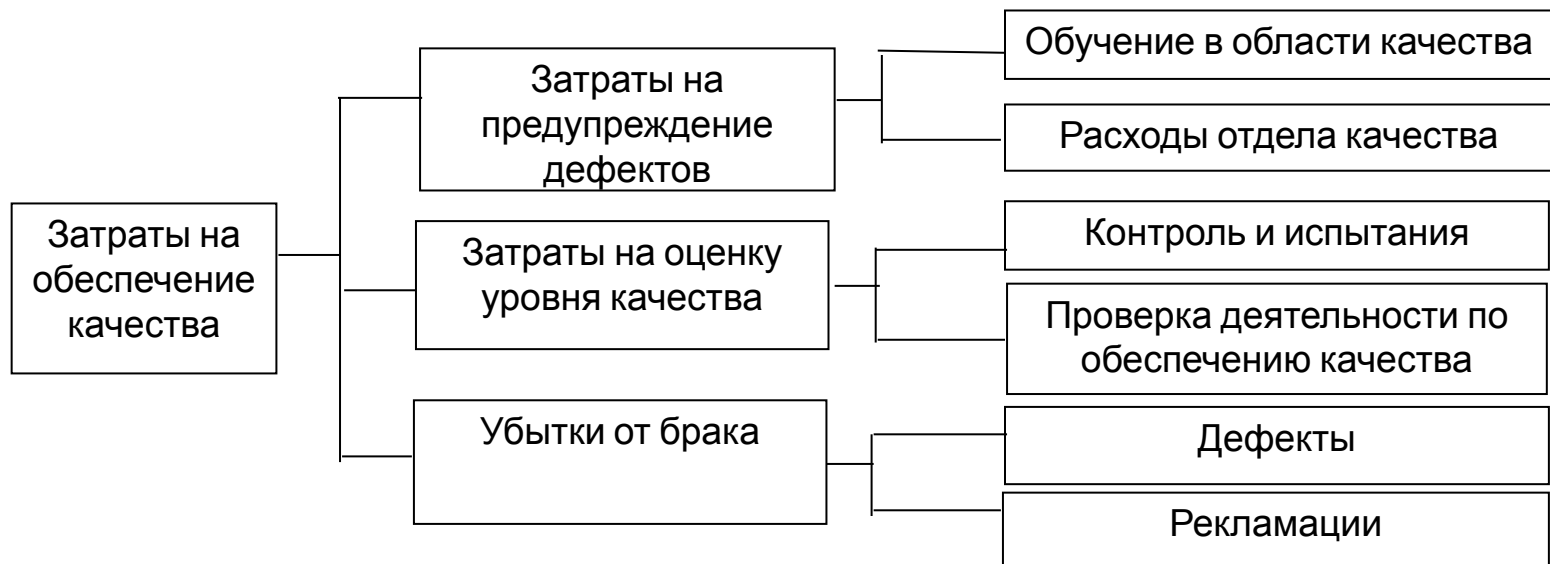 Затраты на
обеспечение
качества
Затраты на
предупреждение
дефектов
Обучение в области качества
Расходы отдела качества
Затраты на оценку
уровня качества
Контроль и испытания
Проверка деятельности по
обеспечению качества
Убытки от брака
Дефекты
Рекламации